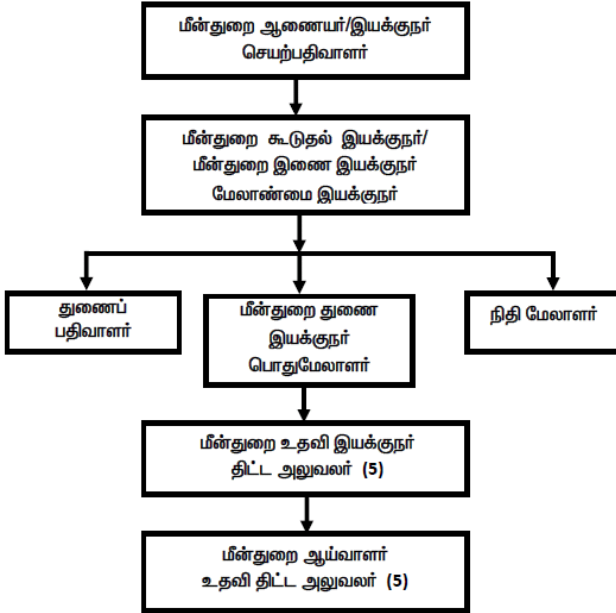 மீன்துறை ஆணையர்/இயக்குநர்
செயற்பதிவாளர்
மீன்துறை கூடுதல் இயக்குநர்/
மீன்துறை இணை இயக்குநர்
மேலாண்மை இயக்குநர்
துணைப்
பதிவாளர்
மீன்துறை துணை
இயக்குநர்
பொதுமேலாளர்
நிதி மேலாளர்
மீன்துறை உதவி இயக்குநர்
திட்ட அலுவலர் (5)
மீன்துறை ஆய்வாளர்
உதவி திட்ட அலுவலர் (5)